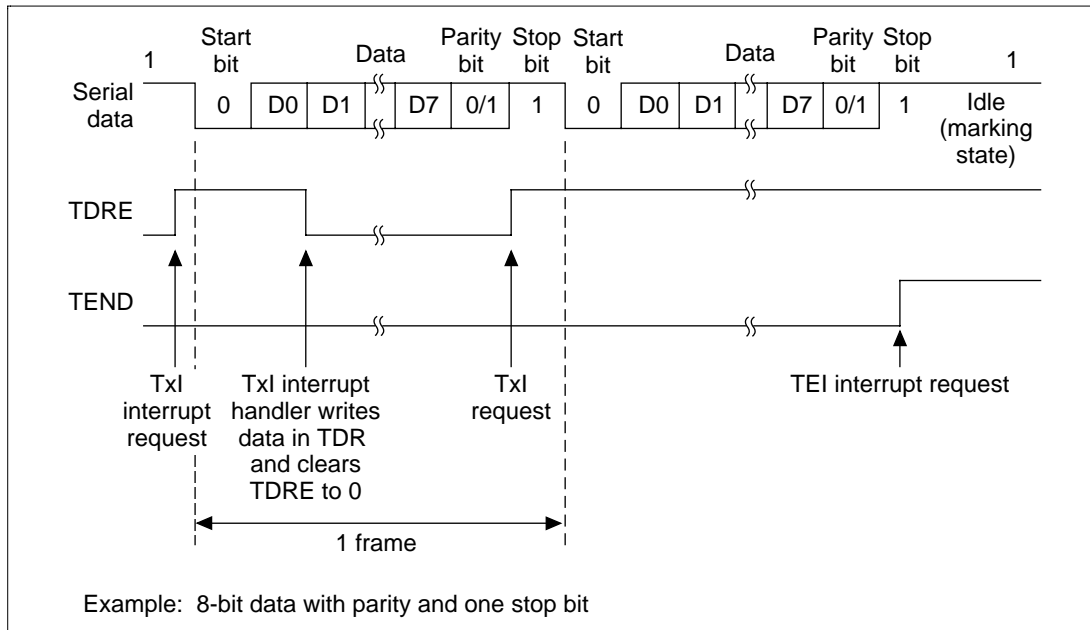 1 Start bit Data Parity bit Stop bit Start bit Data Parity bit Stop bit 1
Serial data 0 D0 D1 D7 0/1 1 0 D0 D1 D7 0/1 1 Idle (marking state)
TDRE
TEND
TxI interrupt request
TxI interrupt handler writes data in TDR and clears TDRE to 0
TxI request
TEI interrupt request
1 frame
Example: 8-bit data with parity and one stop bit